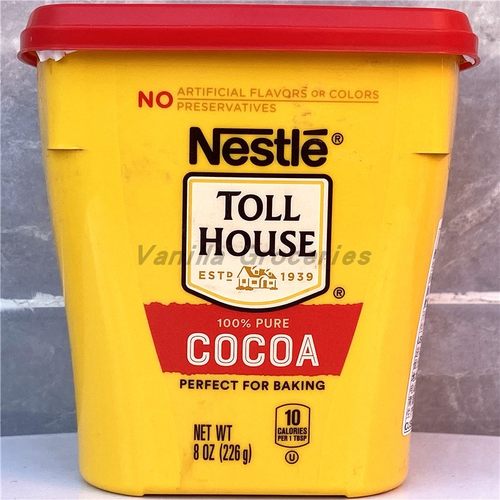 NO ARTIFICIAL FLAVORS OR COLORS
PRESERVATIVES
Nestlé®
TOLL
HOUSE
Vanilla Groceries
ESTD 1939
®
100% PURE
COCOA
PERFECT FOR BAKING
NET WT
8 OZ (226 g)
10
CALORIES
PER 1 TBSP
U